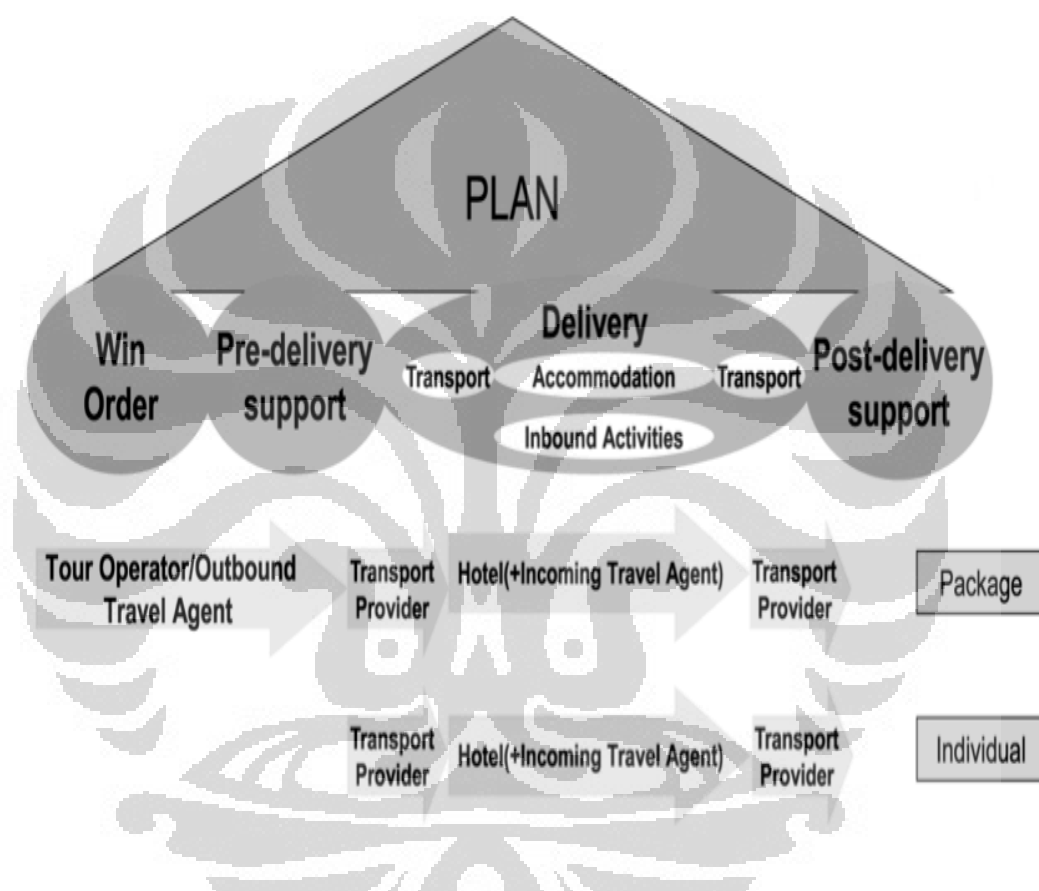 PLAN
Win
Order
Pre-delivery
support
Delivery
Transport
Accommodation
Transport
Inbound Activities
Post-delivery
support
Tour Operator/Outbound
Travel Agent
Transport
Provider
Hotel(+Incoming Travel Agent)
Transport
Provider
Package
Transport
Provider
Hotel(+Incoming Travel Agent)
Transport
Provider
Individual